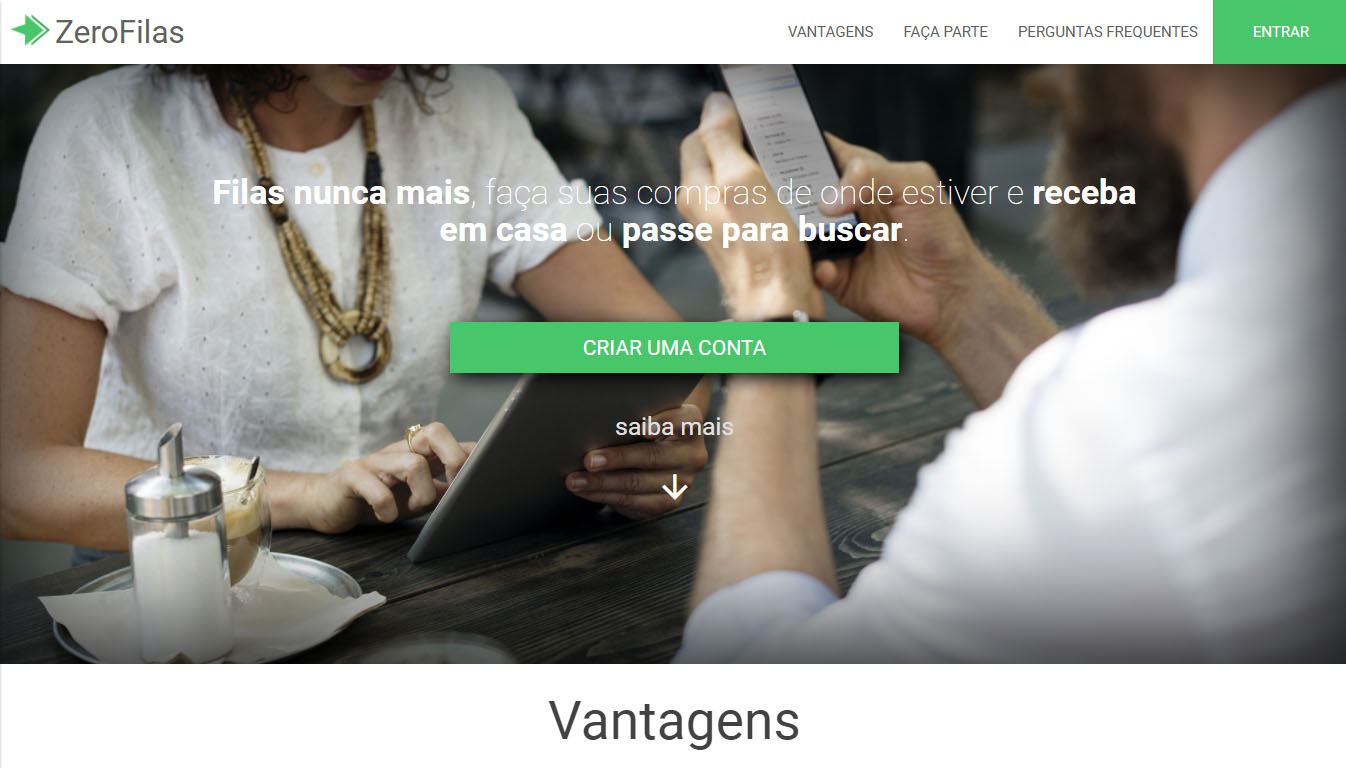 ZeroFilas
VANTAGENS
FAÇA PARTE
PERGUNTAS FREQUENTES
ENTRAR
Filas nunca mais, faça suas compras de onde estiver e receba
em casa ou passe para buscar.
CRIAR UMA CONTA
saiba mais
Vantagens